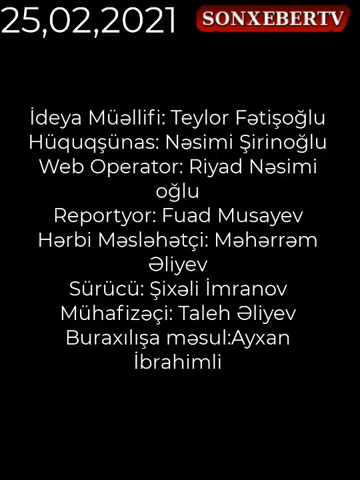 25,02,2021 SONXEBERTV
İdeya Müəllifi: Teylor Fətişoğlu
Hüquqşünas: Nəsimi Şirinoğlu
Web Operator: Riyad Nəsimi
oğlu
Reportyor: Fuad Musayev
Hərbi Məsləhətçi: Məhərrəm
Əliyev
Sürücü: Şixəli İmranov
Mühafizəçi: Taleh Əliyev
Buraxılışa məsul:Ayxan
İbrahimli